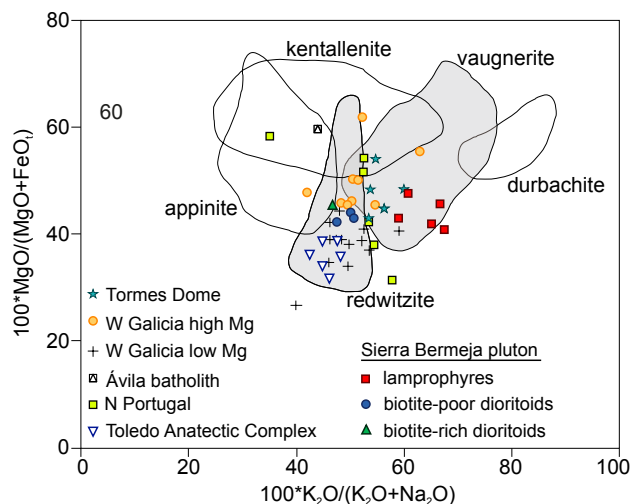 80
60
40
20
0
0
20
40
60
80
100
100*MgO/(MgO+FeOₜ)
100*K₂O/(K₂O+Na₂O)
60
kentallenite
vaugnerite
durbachite
appinite
redwitzite
Tormes Dome
W Galicia high Mg
W Galicia low Mg
Ávila batholith
N Portugal
Toledo Anatectic Complex
Sierra Bermeja pluton
lamprophyres
biotite-poor dioritoids
biotite-rich dioritoids